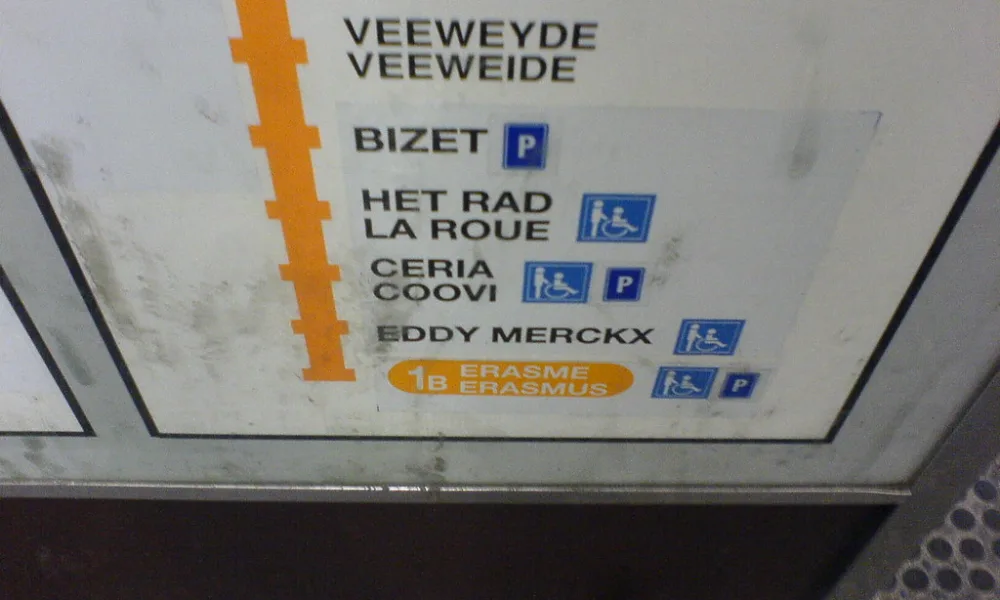 VEEWEYDE
VEEWEIDE
BIZET P
HET RAD
LA ROUE
CERIA
COOVI P
EDDY MERCKX
1B ERASME
ERASMUS P